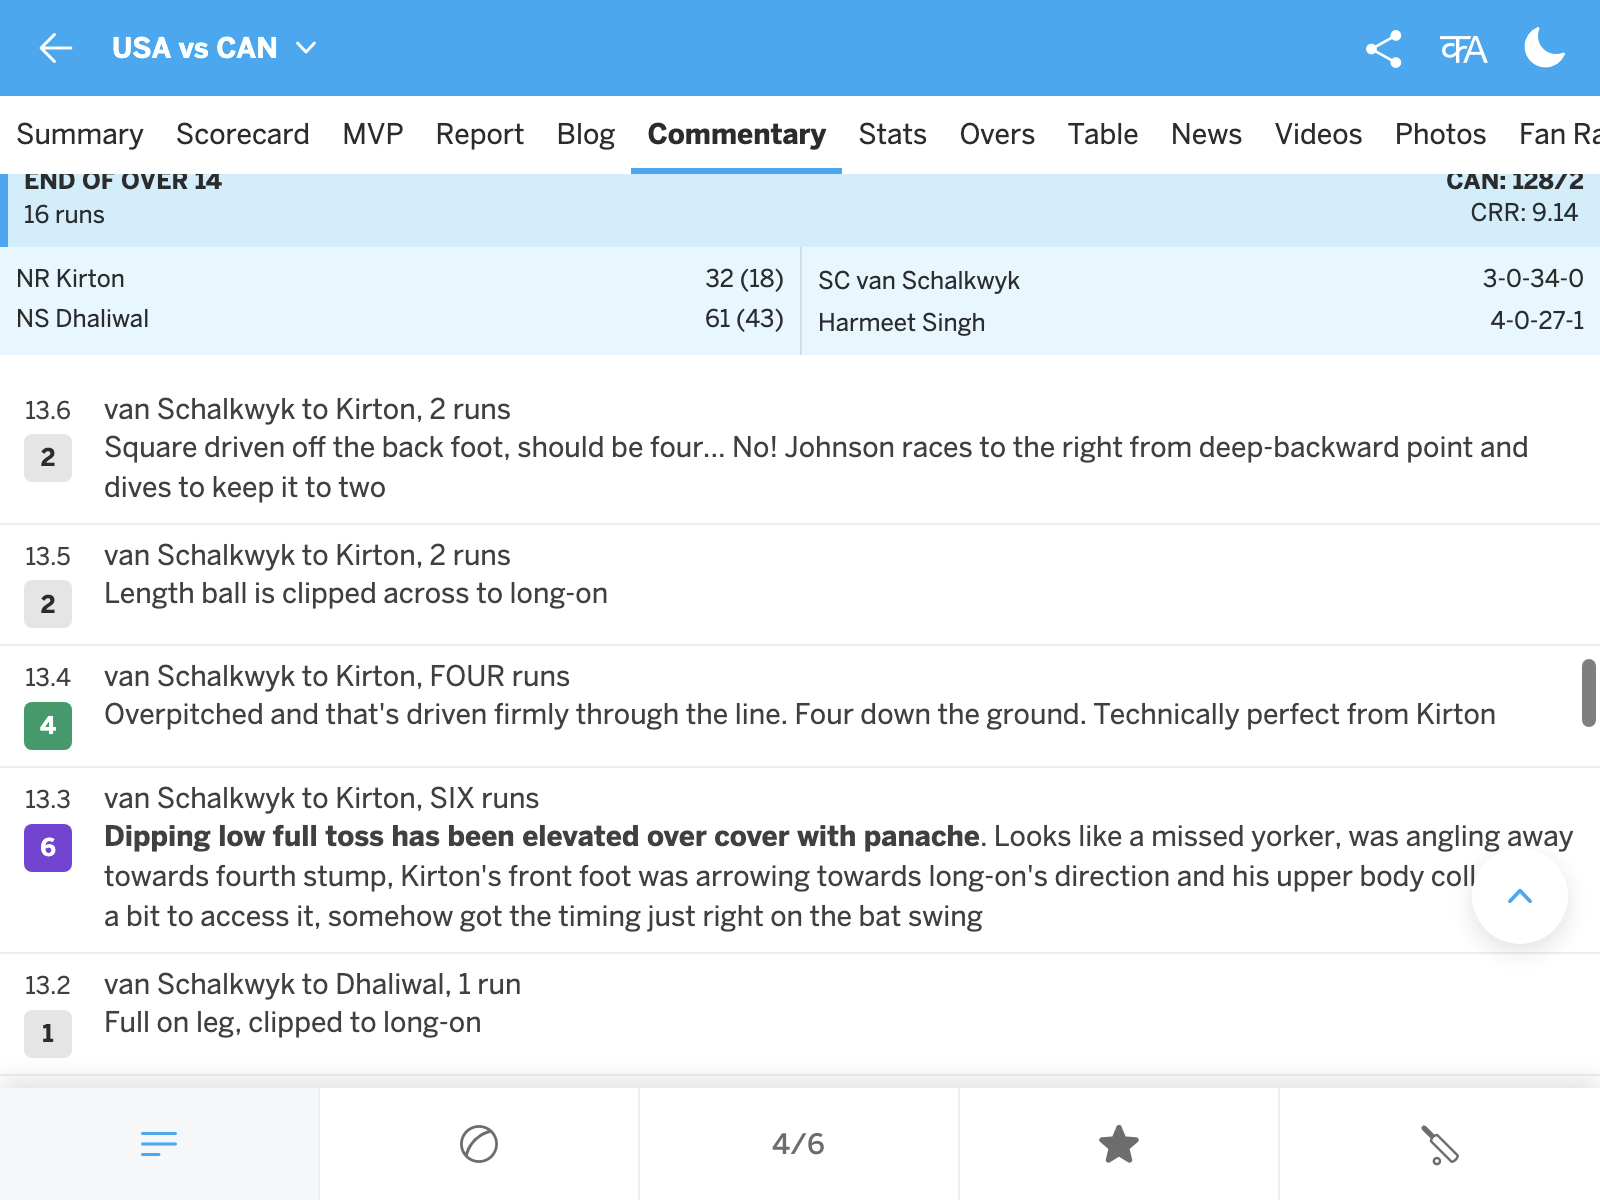 USA vs CAN
Summary Scorecard MVP Report Blog Commentary Stats Overs Table News Videos Photos Fan Ra
END OF OVER 14 CAN: 128/2
16 runs CRR: 9.14
NR Kirton 32 (18) SC van Schalkwyk 3-0-34-0
NS Dhaliwal 61 (43) Harmeet Singh 4-0-27-1
13.6 van Schalkwyk to Kirton, 2 runs
2 Square driven off the back foot, should be four... No! Johnson races to the right from deep-backward point and
dives to keep it to two
13.5 van Schalkwyk to Kirton, 2 runs
2 Length ball is clipped across to long-on
13.4 van Schalkwyk to Kirton, FOUR runs
4 Overpitched and that's driven firmly through the line. Four down the ground. Technically perfect from Kirton
13.3 van Schalkwyk to Kirton, SIX runs
6 Dipping low full toss has been elevated over cover with panache. Looks like a missed yorker, was angling away
towards fourth stump, Kirton's front foot was arrowing towards long-on's direction and his upper body
a bit to access it, somehow got the timing just right on the bat swing
13.2 van Schalkwyk to Dhaliwal, 1 run
1 Full on leg, clipped to long-on
4/6